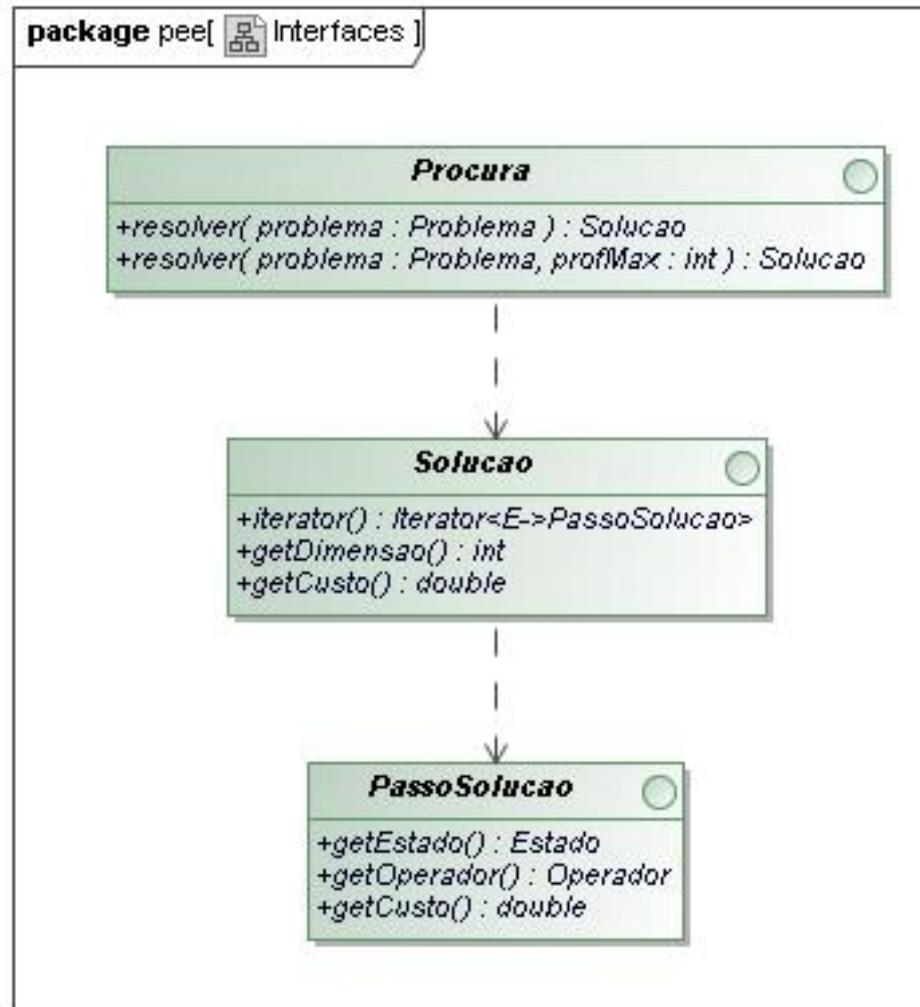 package pee[ Interfaces ]
Procura
+resolver( problema : Problema ) : Solucao
+resolver( problema : Problema, profMax : int ) : Solucao
Solucao
+iterator() : Iterator<E->PassoSolucao>
+getDimensao() : int
+getCusto() : double
PassoSolucao
+getEstado() : Estado
+getOperador() : Operador
+getCusto() : double